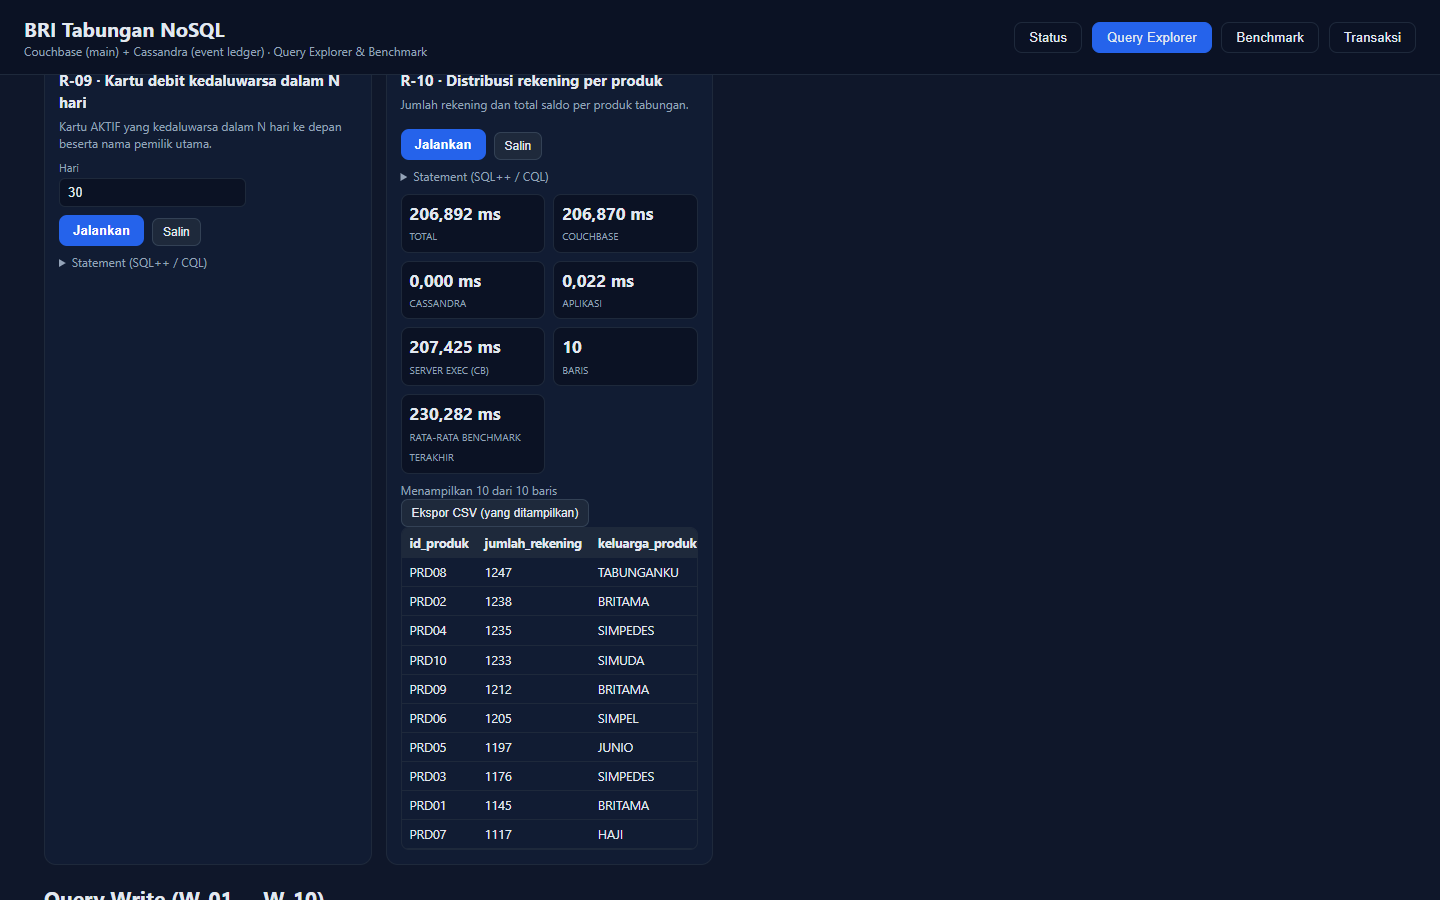 BRI Tabungan NoSQL
Couchbase (main) + Cassandra (event ledger) · Query Explorer & Benchmark
Status
Query Explorer
Benchmark
Transaksi
R-09 · Kartu debit kedaluwarsa dalam N
hari
Kartu AKTIF yang kedaluwarsa dalam N hari ke depan
beserta nama pemilik utama.
Hari
30
Jalankan
Salin
▶ Statement (SQL++ / CQL)
R-10 · Distribusi rekening per produk
Jumlah rekening dan total saldo per produk tabungan.
Jalankan
Salin
▶ Statement (SQL++ / CQL)
206,892 ms
TOTAL
206,870 ms
COUCHBASE
0,000 ms
CASSANDRA
0,022 ms
APLIKASI
207,425 ms
SERVER EXEC (CB)
10
BARIS
230,282 ms
RATA-RATA BENCHMARK
TERAKHIR
Menampilkan 10 dari 10 baris
Ekspor CSV (yang ditampilkan)
id_produk jumlah_rekening keluarga_produk
PRD08 1247 TABUNGANKU
PRD02 1238 BRITAMA
PRD04 1235 SIMPEDES
PRD10 1233 SIMUDA
PRD09 1212 BRITAMA
PRD06 1205 SIMPEL
PRD05 1197 JUNIO
PRD03 1176 SIMPEDES
PRD01 1145 BRITAMA
PRD07 1117 HAJI
Query Write (W-01 … W-10)